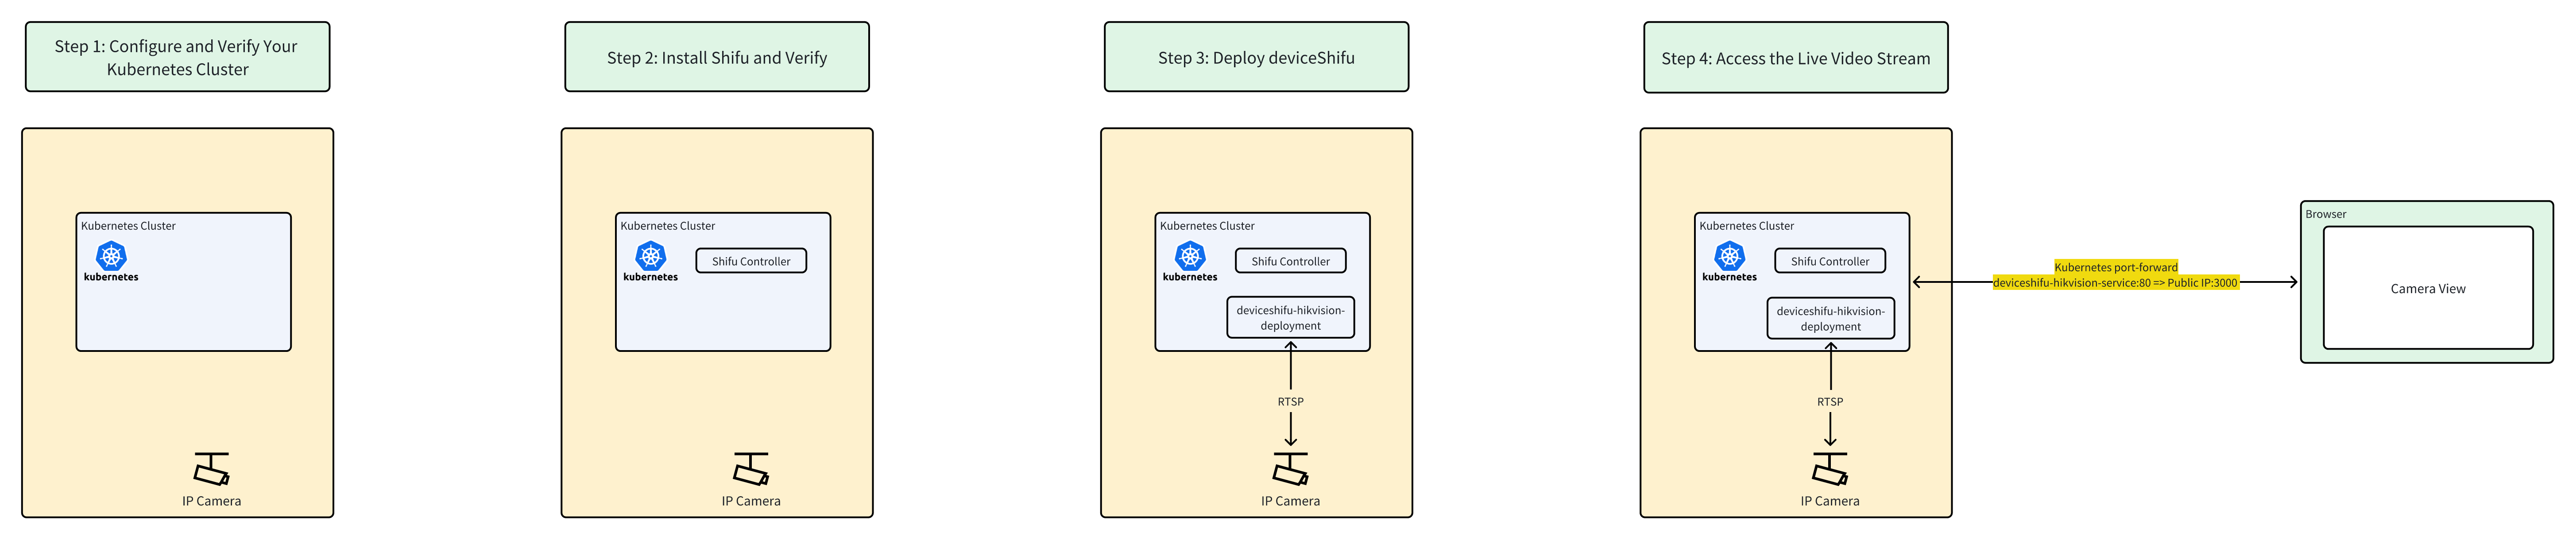 Step 1: Configure and Verify Your
Kubernetes Cluster
Kubernetes Cluster
kubernetes
IP Camera
Step 2: Install Shifu and Verify
Kubernetes Cluster
kubernetes
Shifu Controller
IP Camera
Step 3: Deploy deviceShifu
Kubernetes Cluster
kubernetes
Shifu Controller
deviceshifu-hikvision-
deployment
RTSP
IP Camera
Step 4: Access the Live Video Stream
Kubernetes Cluster
kubernetes
Shifu Controller
deviceshifu-hikvision-
deployment
RTSP
IP Camera
Kubernetes port-forward
deviceshifu-hikvision-service:80 => Public IP:3000
Browser
Camera View